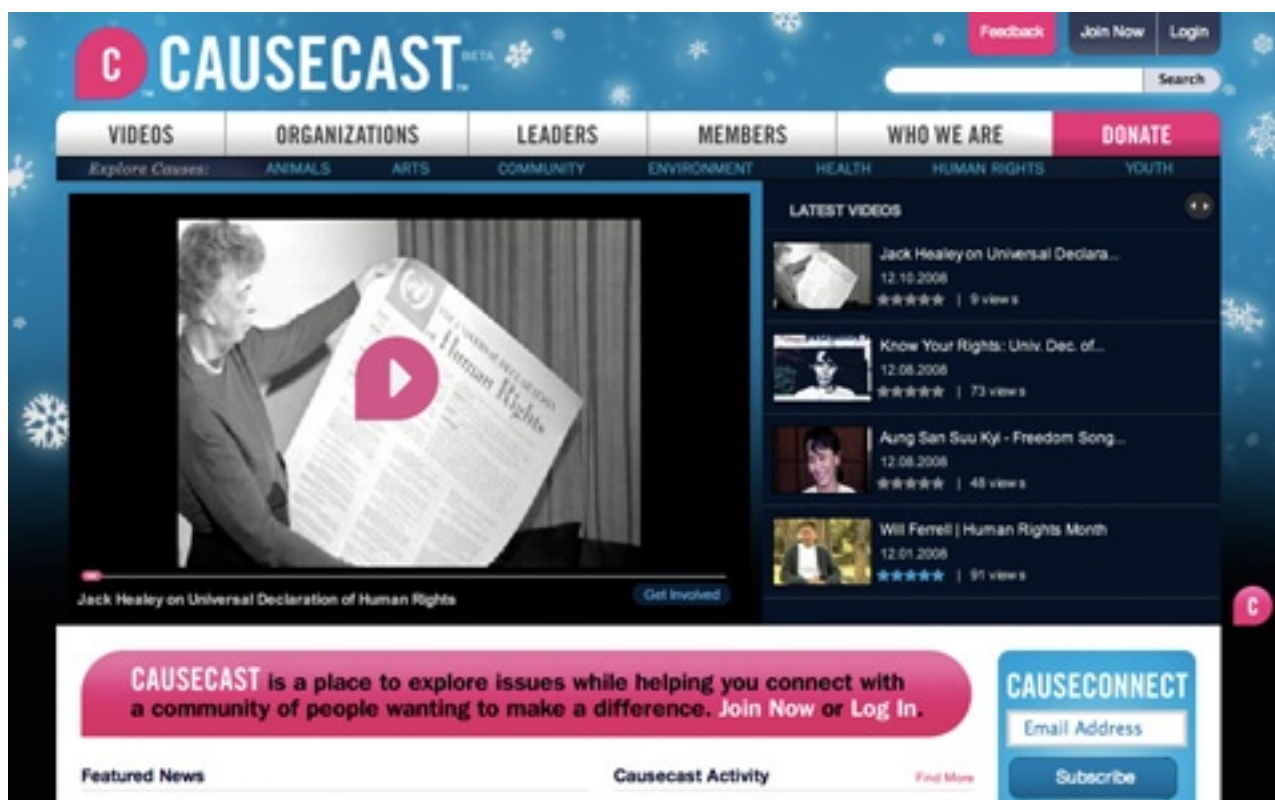 Feedback
Join Now
Login
C CAUSECAST BETA
Search
VIDEOS
ORGANIZATIONS
LEADERS
MEMBERS
WHO WE ARE
DONATE
Explore Causes:
ANIMALS
ARTS
COMMUNITY
ENVIRONMENT
HEALTH
HUMAN RIGHTS
YOUTH
THE UNIVERSAL DECLARATION
OF Human Rights
Jack Healey on Universal Declaration of Human Rights
Get Involved
LATEST VIDEOS
Jack Healey on Universal Declara...
12.10.2008
| 9 views
Know Your Rights: Univ. Dec. of...
12.08.2008
| 73 views
Aung San Suu Kyi - Freedom Song...
12.08.2008
| 48 views
Will Ferrell | Human Rights Month
12.01.2008
| 91 views
C
CAUSECAST is a place to explore issues while helping you connect with
a community of people wanting to make a difference. Join Now or Log In.
CAUSECONNECT
Email Address
Subscribe
Featured News
Causecast Activity
Find More